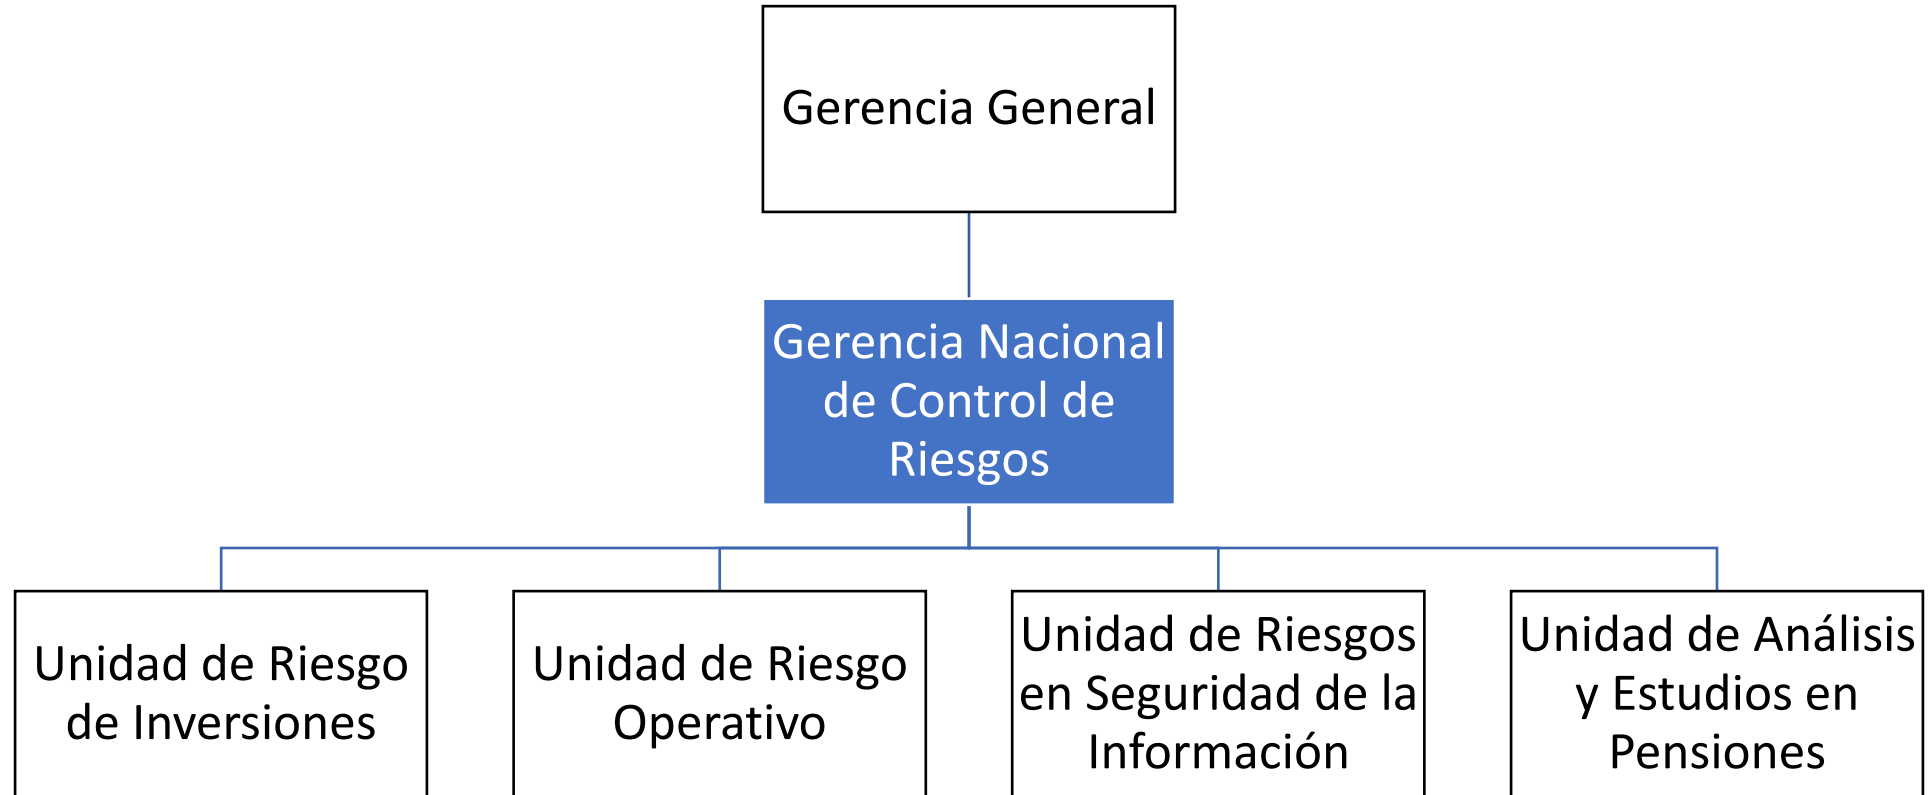 Gerencia General
Gerencia Nacional
de Control de
Riesgos
Unidad de Riesgo
de Inversiones
Unidad de Riesgo
Operativo
Unidad de Riesgos
en Seguridad de la
Información
Unidad de Análisis
y Estudios en
Pensiones